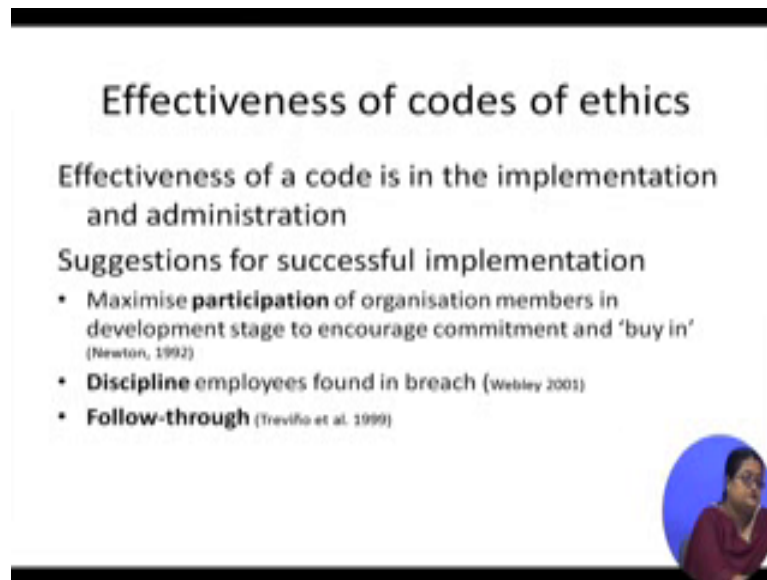 Effectiveness of codes of ethics
Effectiveness of a code is in the implementation
and administration
Suggestions for successful implementation
• Maximise participation of organisation members in
development stage to encourage commitment and ‘buy in’
(Newton, 1992)
• Discipline employees found in breach (Webley 2001)
• Follow-through (Treviño et al. 1999)